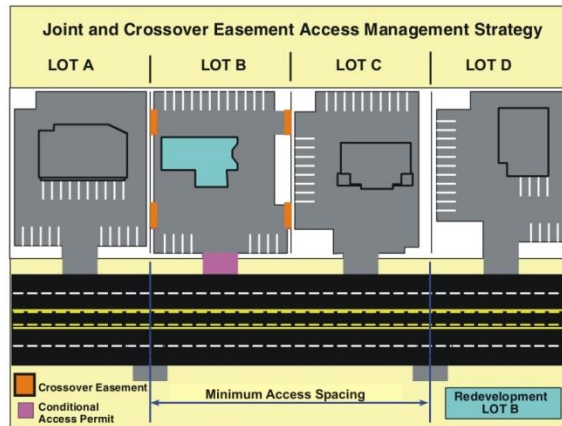 Joint and Crossover Easement Access Management Strategy
LOT A LOT B LOT C LOT D
Crossover Easement
Conditional
Access Permit
Minimum Access Spacing
Redevelopment
LOT B